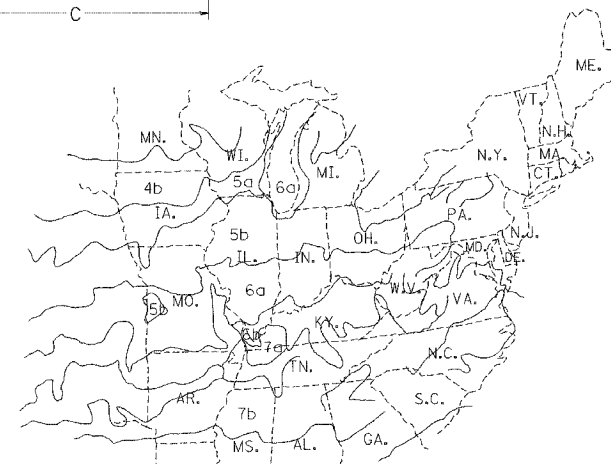 C
ME.
VT.
MN.
N.H.
WI.
N.Y.
MA.
CT.
MI.
4b
5a
6a
IA.
PA.
5b
OH.
N.J.
IL.
IN.
MD.
DE.
6a
W.V.
MO.
VA.
5b
KY.
6b
7a
N.C.
TN.
AR.
S.C.
7b
MS.
AL.
GA.